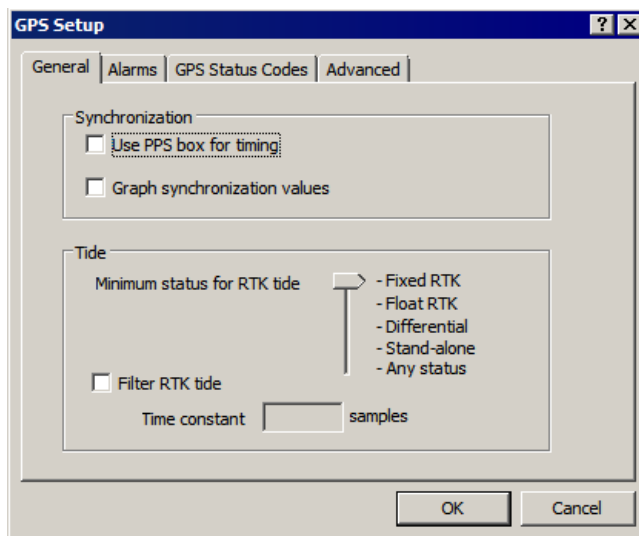 GPS Setup
General Alarms GPS Status Codes Advanced
Synchronization
Use PPS box for timing
Graph synchronization values
Tide
Minimum status for RTK tide
- Fixed RTK
- Float RTK
- Differential
- Stand-alone
- Any status
Filter RTK tide
Time constant samples
OK Cancel